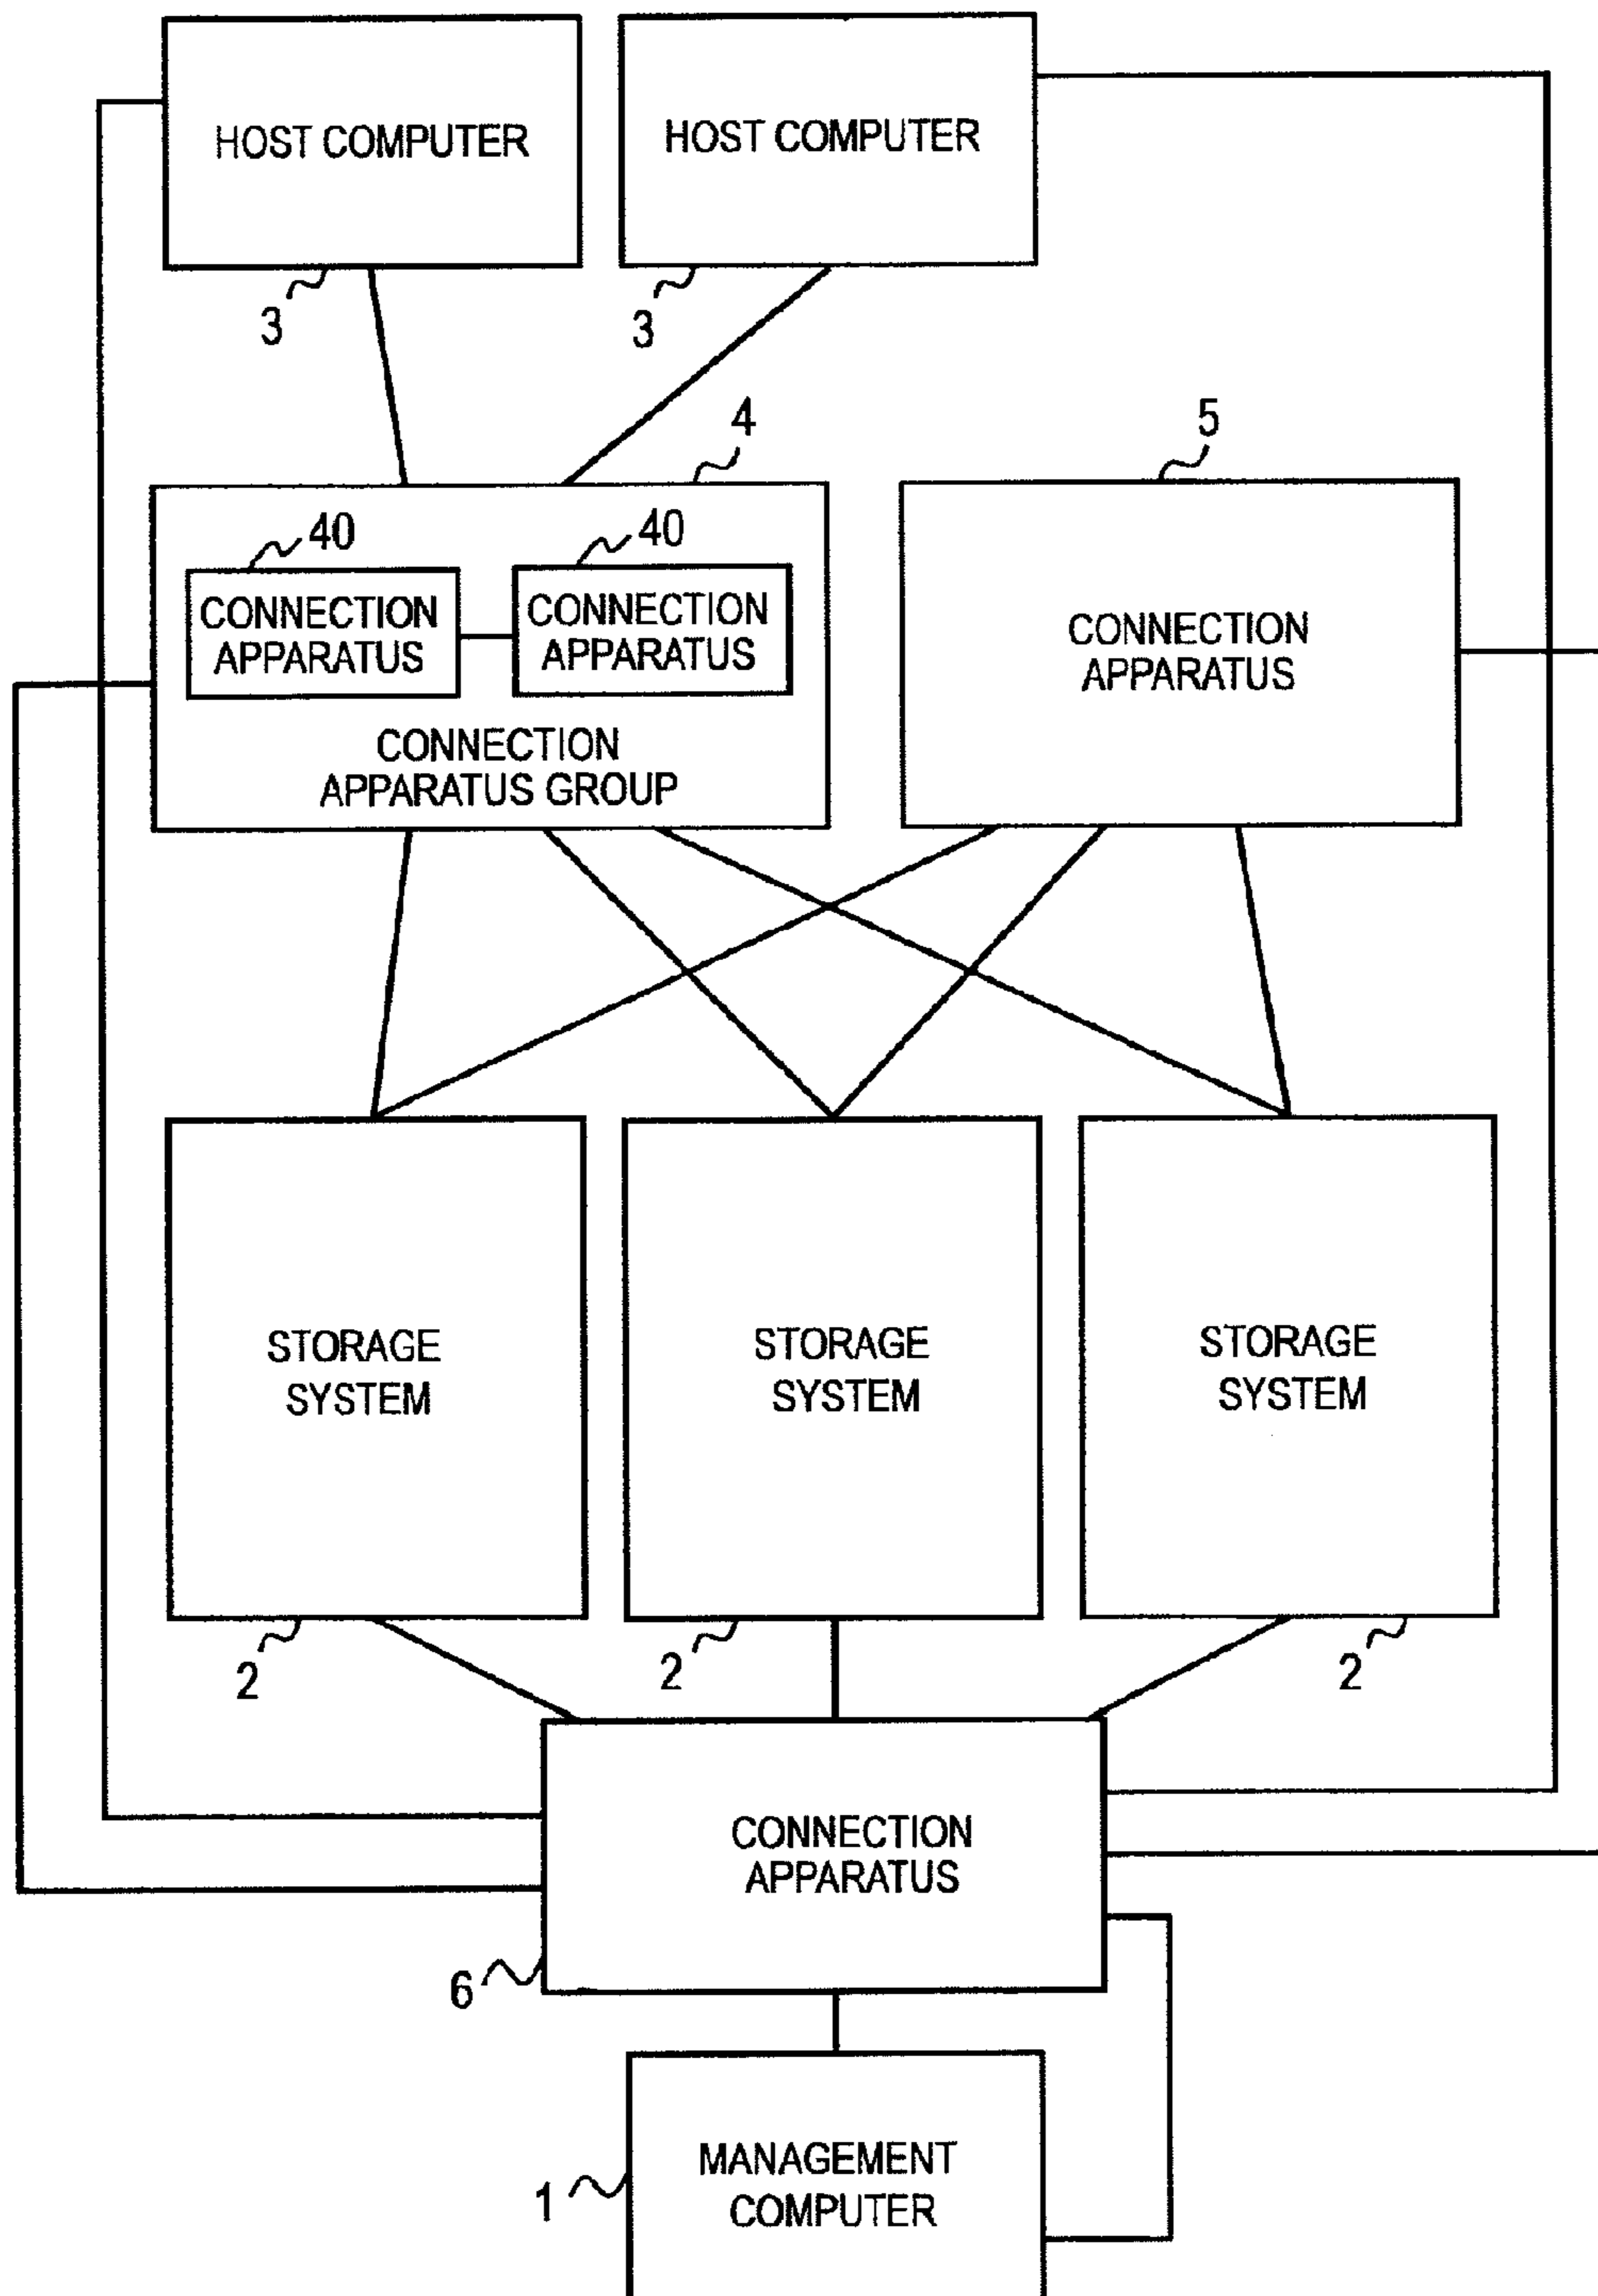 HOST COMPUTER
HOST COMPUTER
3
3
4
5
40
40
CONNECTION
APPARATUS
CONNECTION
APPARATUS
CONNECTION
APPARATUS GROUP
CONNECTION
APPARATUS
STORAGE
SYSTEM
STORAGE
SYSTEM
STORAGE
SYSTEM
2
2
2
CONNECTION
APPARATUS
6
MANAGEMENT
COMPUTER
1